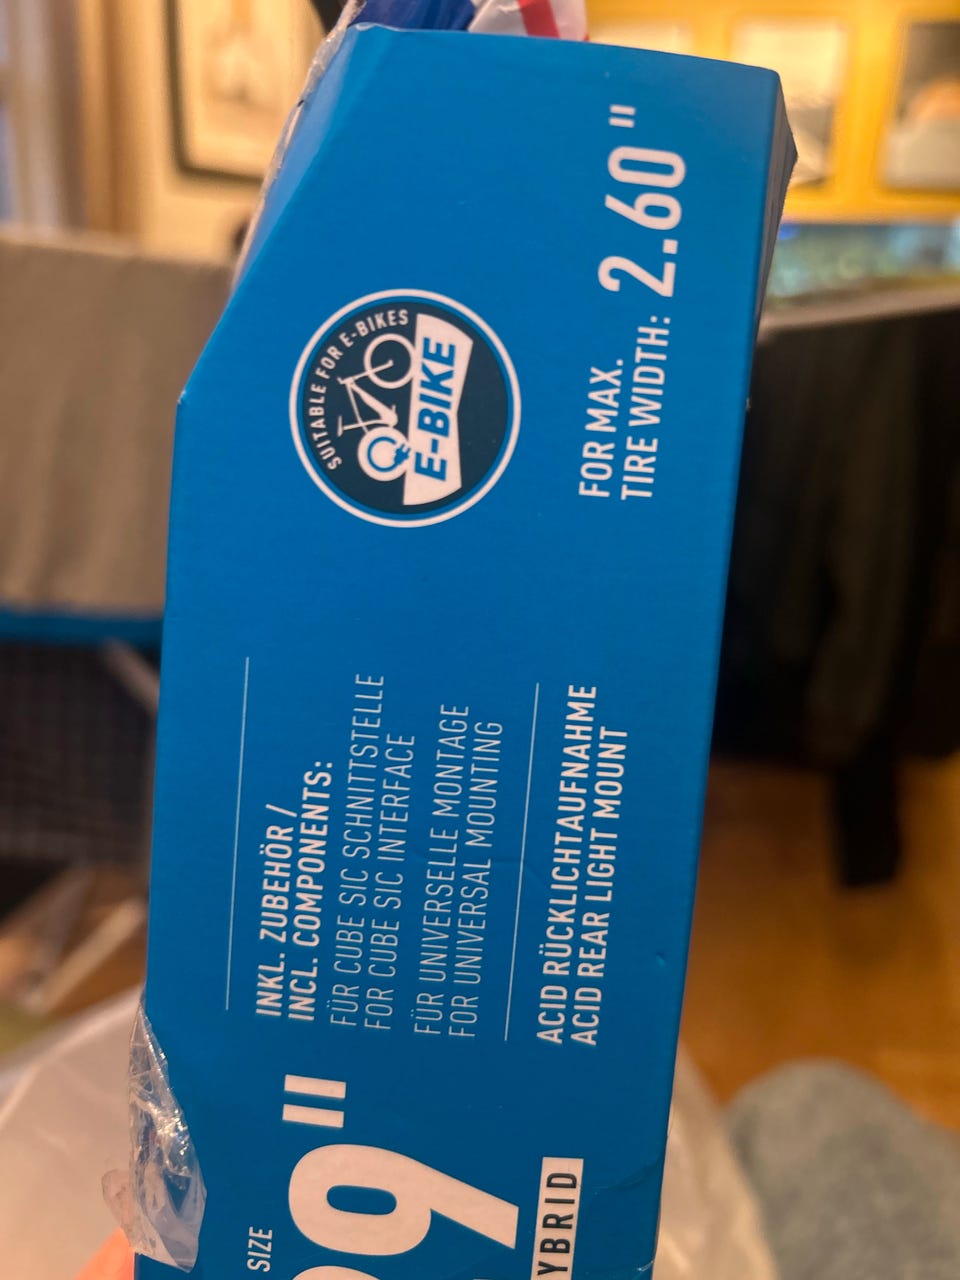 SIZE
9"
YBRID
INKL. ZUBEHÖR /
INCL. COMPONENTS:
FÜR CUBE SIC SCHNITTSTELLE
FOR CUBE SIC INTERFACE
FÜR UNIVERSELLE MONTAGE
FOR UNIVERSAL MOUNTING
ACID RÜCKLICHTAUFNAHME
ACID REAR LIGHT MOUNT
SUITABLE FOR E-BIKES
E-BIKE
FOR MAX.
TIRE WIDTH: 2.60"